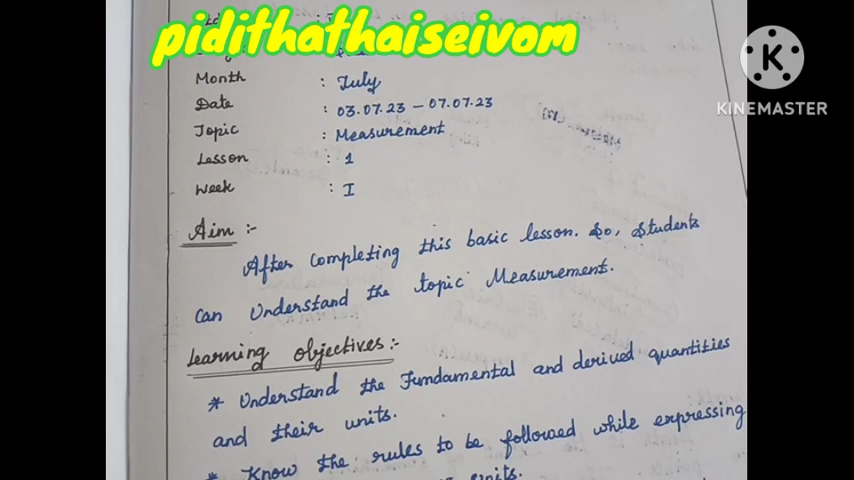 pidithathaiseivom
K
KINEMASTER
Month : July
Date : 03.07.23 - 07.07.23
Topic : Measurement
Lesson : 1
Week : I
Aim :-
After completing this basic lesson. So, students
can Understand the topic Measurement.
Learning objectives :-
* Understand the Fundamental and derived quantities
and their units.
* Know the rules to be followed while expressing
units.